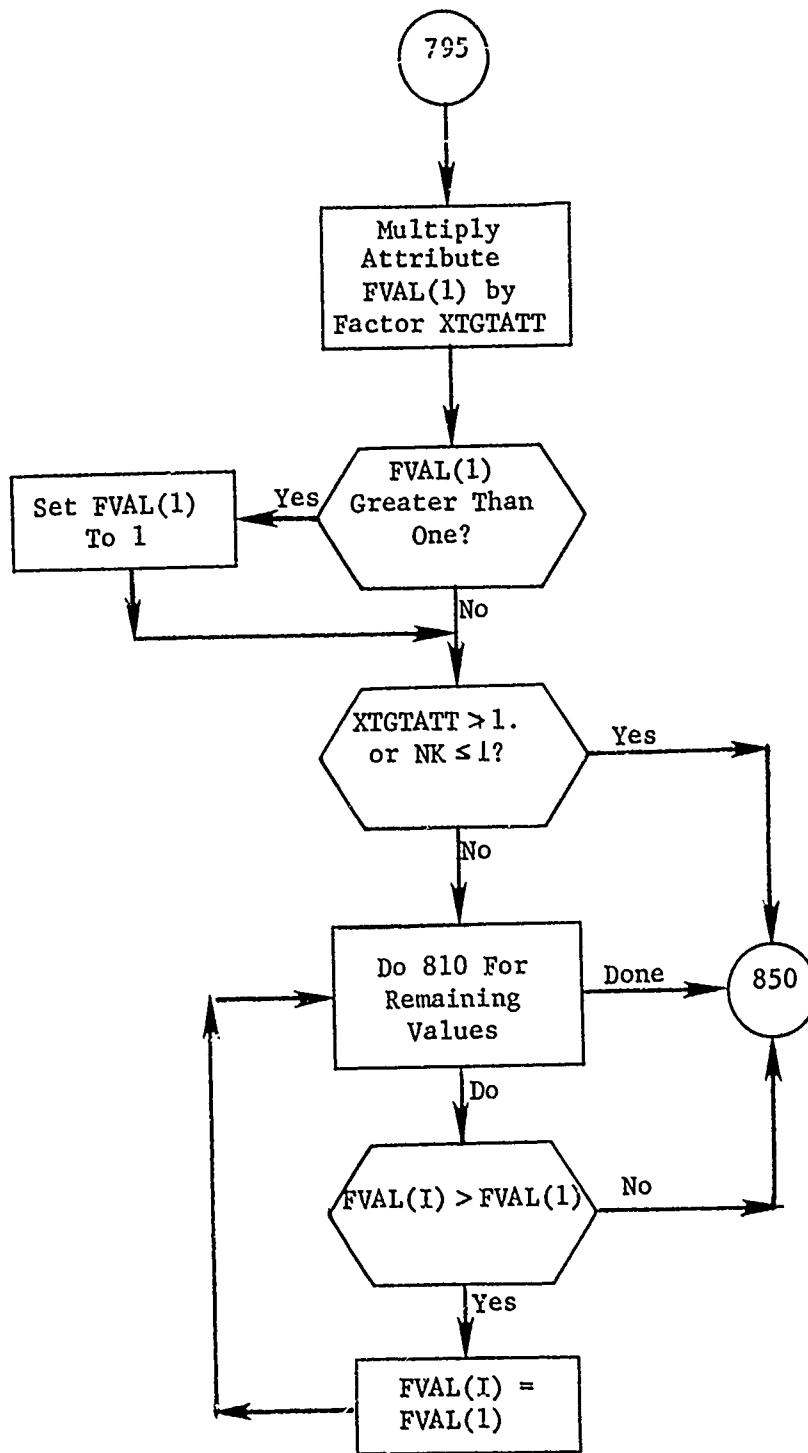 795
Multiply
Attribute
FVAL(1) by
Factor XTGTATT
FVAL(1)
Greater Than
One?
Yes
Set FVAL(1)
To 1
No
XTGTATT > 1.
or NK ≤ 1?
Yes
No
Do 810 For
Remaining
Values
Done
850
Do
FVAL(I) > FVAL(1)
No
Yes
FVAL(I) =
FVAL(1)